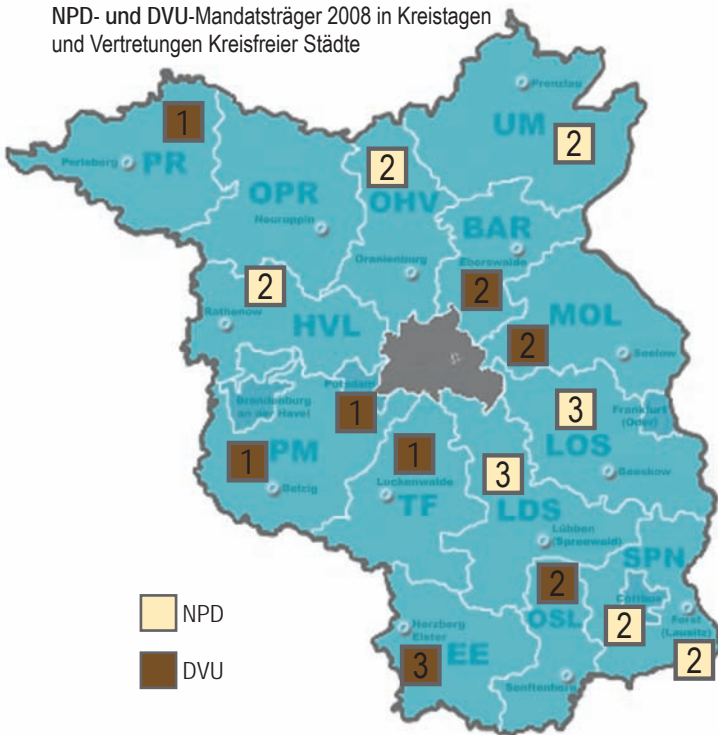 NPD- und DVU-Mandatsträger 2008 in Kreistagen
und Vertretungen Kreisfreier Städte
Prenzlau
1
UM
2
Perleberg
PR
2
OPR
OHV
Neuruppin
BAR
Eberswalde
Oranienburg
2
2
MOL
Rathenow
HVL
2
Seelow
Potsdam
Brandenburg
an der Havel
1
3
Frankfurt
(Oder)
1
PM
1
LOS
Beeskow
Belzig
Luckenwalde
3
TF
LDS
Lübben
(Spreewald)
SPN
2
Cottbus
NPD
OSL
2
Forst
(Lausitz)
Herzberg
Elster
EE
3
2
DVU
Senftenberg